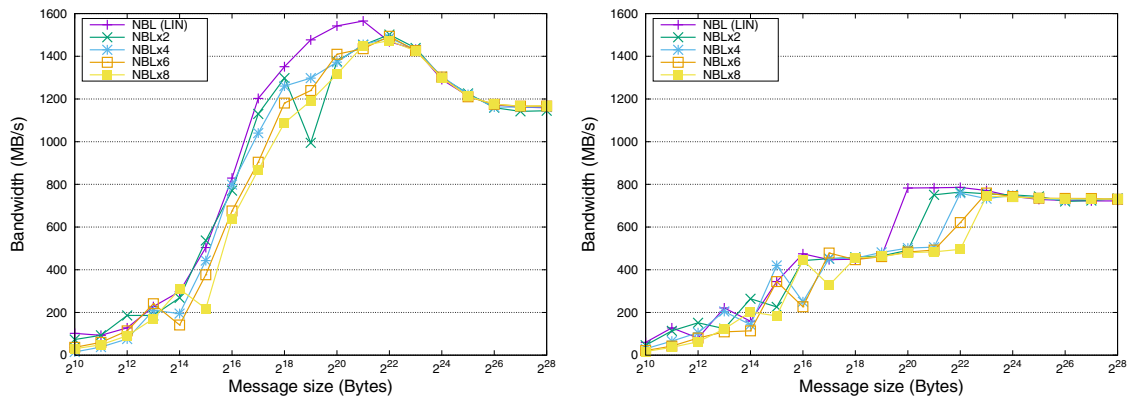 1600
1400
1200
1000
800
600
400
200
0
Bandwidth (MB/s)
NBL (LIN)
NBLx2
NBLx4
NBLx6
NBLx8
2^10 2^12 2^14 2^16 2^18 2^20 2^22 2^24 2^26 2^28
Message size (Bytes)
1600
1400
1200
1000
800
600
400
200
0
Bandwidth (MB/s)
NBL (LIN)
NBLx2
NBLx4
NBLx6
NBLx8
2^10 2^12 2^14 2^16 2^18 2^20 2^22 2^24 2^26 2^28
Message size (Bytes)